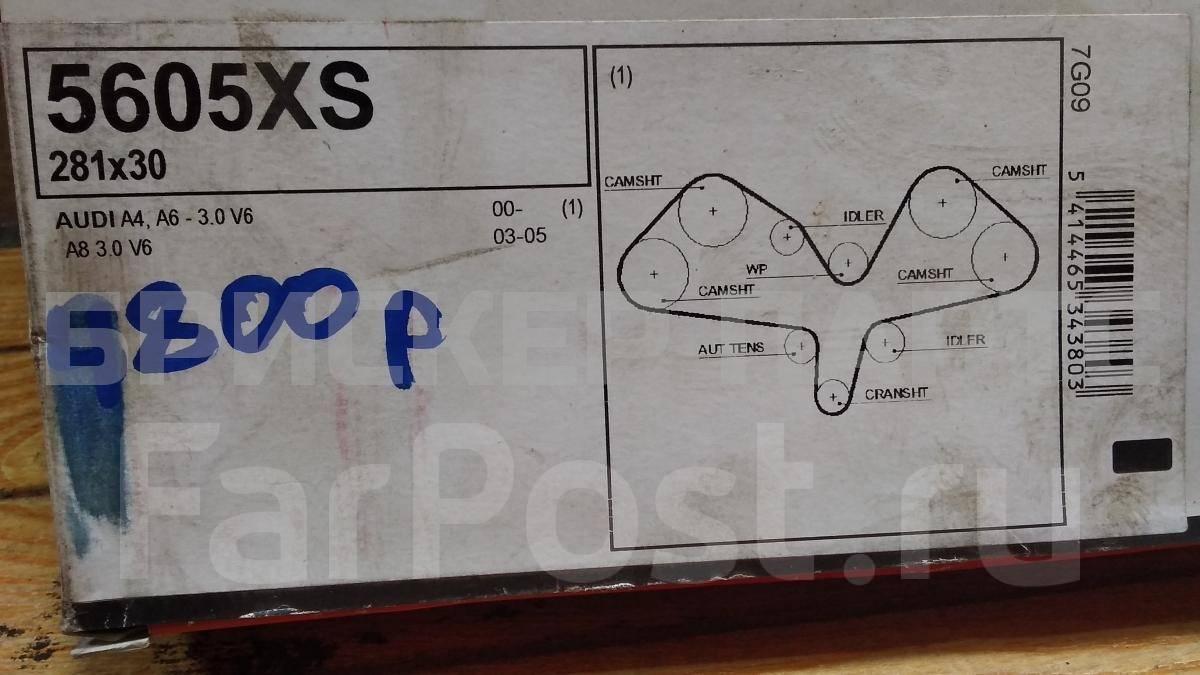 5605XS
281x30
AUDI A4, A6 - 3.0 V6 00- (1)
A8 3.0 V6 03-05
800 р
(1)
CAMSHT
CAMSHT
IDLER
WP
CAMSHT
CAMSHT
AUT TENS
IDLER
CRANSHT
7G09
5 414465 343803
FarPost.ru